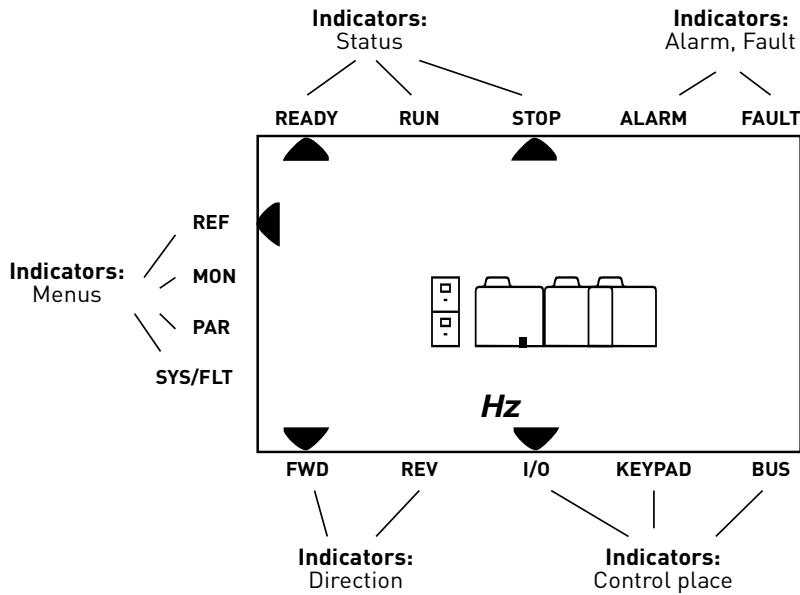 Indicators:
Status
Indicators:
Alarm, Fault
READY RUN STOP ALARM FAULT
REF
Indicators:
Menus
MON
PAR
SYS/FLT
Hz
FWD REV I/O KEYPAD BUS
Indicators:
Direction
Indicators:
Control place